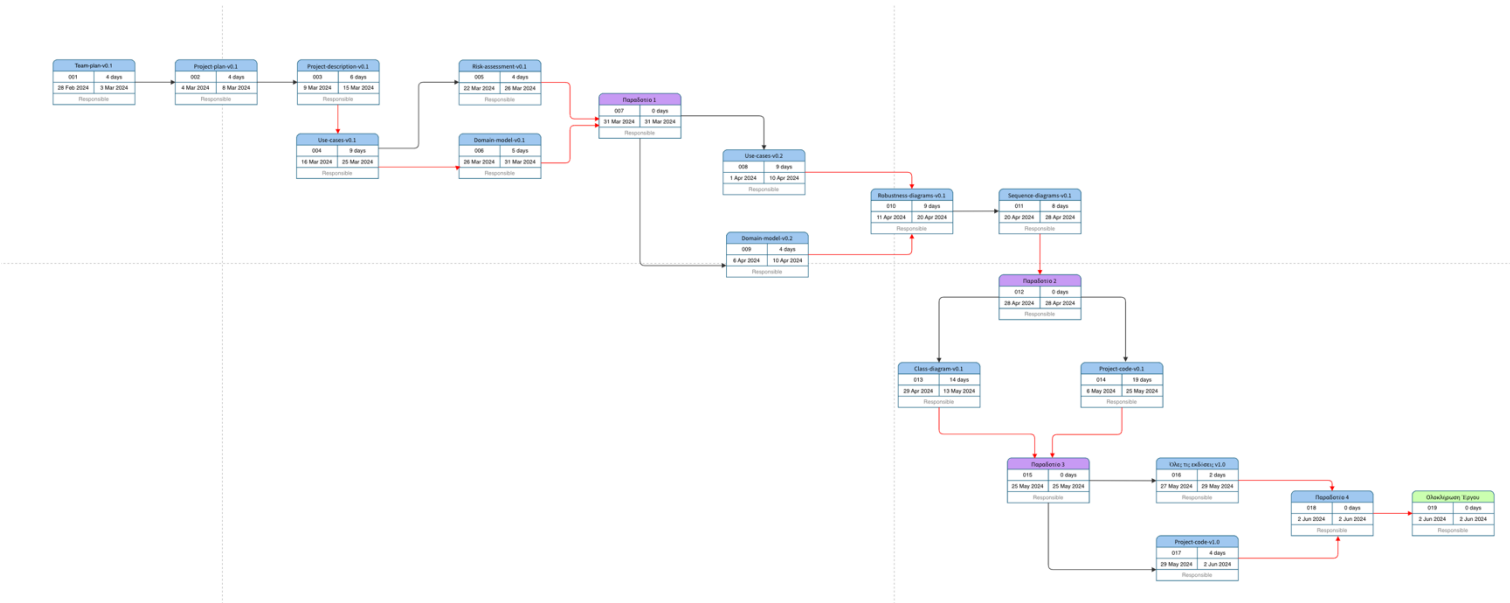 Team-plan-v0.1
001 4 days
28 Feb 2024 3 Mar 2024
Responsible
Project-plan-v0.1
002 4 days
4 Mar 2024 8 Mar 2024
Responsible
Project-description-v0.1
003 6 days
9 Mar 2024 15 Mar 2024
Responsible
Use-cases-v0.1
004 9 days
16 Mar 2024 25 Mar 2024
Responsible
Risk-assessment-v0.1
005 4 days
22 Mar 2024 26 Mar 2024
Responsible
Domain-model-v0.1
006 5 days
26 Mar 2024 31 Mar 2024
Responsible
Παραδοτεο 1
007 0 days
31 Mar 2024 31 Mar 2024
Responsible
Use-cases-v0.2
008 9 days
1 Apr 2024 10 Apr 2024
Responsible
Domain-model-v0.2
009 4 days
6 Apr 2024 10 Apr 2024
Responsible
Robustness-diagrams-v0.1
010 9 days
11 Apr 2024 20 Apr 2024
Responsible
Sequence-diagrams-v0.1
011 8 days
20 Apr 2024 28 Apr 2024
Responsible
Παραδοτεο 2
012 0 days
28 Apr 2024 28 Apr 2024
Responsible
Class-diagram-v0.1
013 14 days
29 Apr 2024 13 May 2024
Responsible
Project-code-v0.1
014 19 days
6 May 2024 25 May 2024
Responsible
Παραδοτεο 3
015 0 days
25 May 2024 25 May 2024
Responsible
Όλες τις εκδόσεις v1.0
016 2 days
27 May 2024 29 May 2024
Responsible
Project-code-v1.0
017 4 days
29 May 2024 2 Jun 2024
Responsible
Παραδοτεο 4
018 0 days
2 Jun 2024 2 Jun 2024
Responsible
Ολοκληρωση Έργου
019 0 days
2 Jun 2024 2 Jun 2024
Responsible